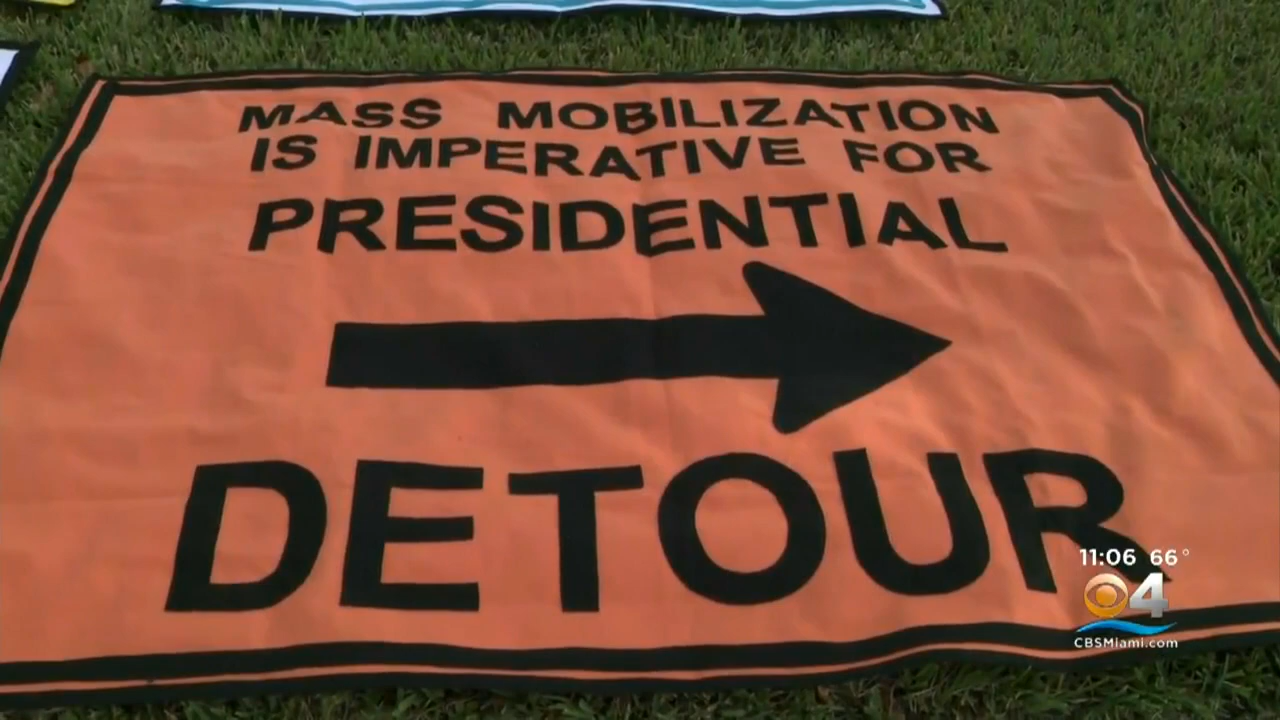 MASS MOBILIZATION
IS IMPERATIVE FOR
PRESIDENTIAL
DETOUR
11:06 66°
4
CBSMiami.com